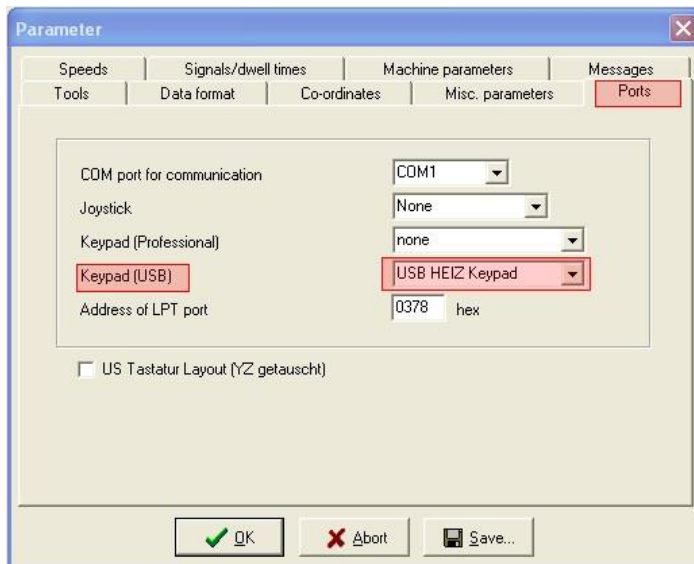 Parameter
Speeds Signals/dwell times Machine parameters Messages
Tools Data format Co-ordinates Misc. parameters Ports
COM port for communication COM1
Joystick None
Keypad (Professional) none
Keypad (USB) USB HEIZ Keypad
Address of LPT port 0378 hex
US Tastatur Layout (YZ getauscht)
OK Abort Save...